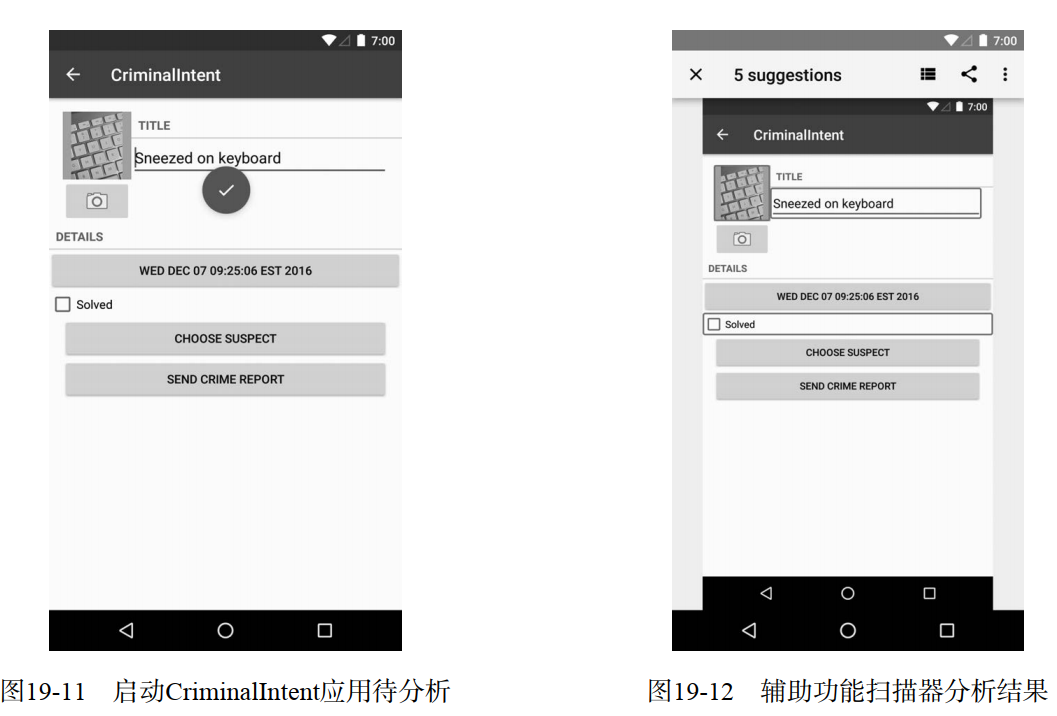 7:00
CriminalIntent
TITLE
Sneezed on keyboard
DETAILS
WED DEC 07 09:25:06 EST 2016
Solved
CHOOSE SUSPECT
SEND CRIME REPORT
图19-11 启动CriminalIntent应用待分析
7:00
5 suggestions
7:00
CriminalIntent
TITLE
Sneezed on keyboard
DETAILS
WED DEC 07 09:25:06 EST 2016
Solved
CHOOSE SUSPECT
SEND CRIME REPORT
图19-12 辅助功能扫描器分析结果